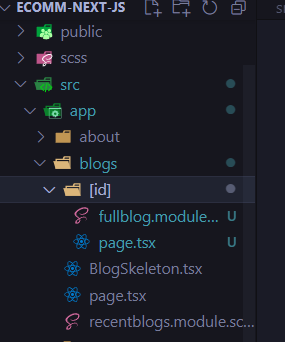 ECOMM-NEXT-JS
public
scss
src
app
about
blogs
[id]
fullblog.module... U
page.tsx U
BlogSkeleton.tsx
page.tsx
recentblogs.module.sc...